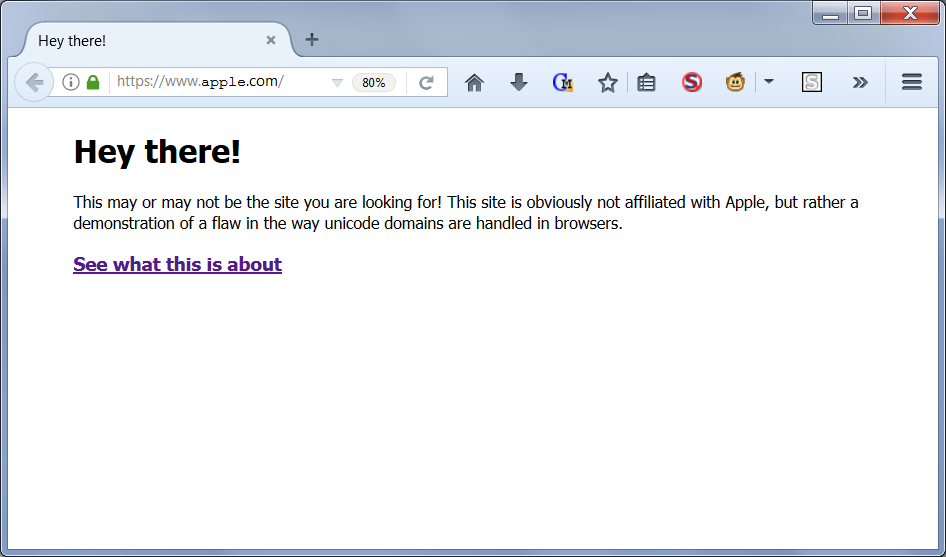 Hey there!
https://www.аррӏе.com/
80%
Hey there!
This may or may not be the site you are looking for! This site is obviously not affiliated with Apple, but rather a
demonstration of a flaw in the way unicode domains are handled in browsers.
See what this is about